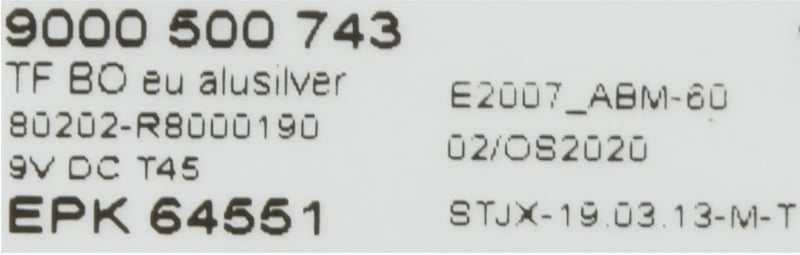 9000 500 743
TF BO eu alusilver
80202-R8000190
9V DC T45
EPK 64551
E2007_ABM-60
02/OS2020
STJX-19.03.13-M-T